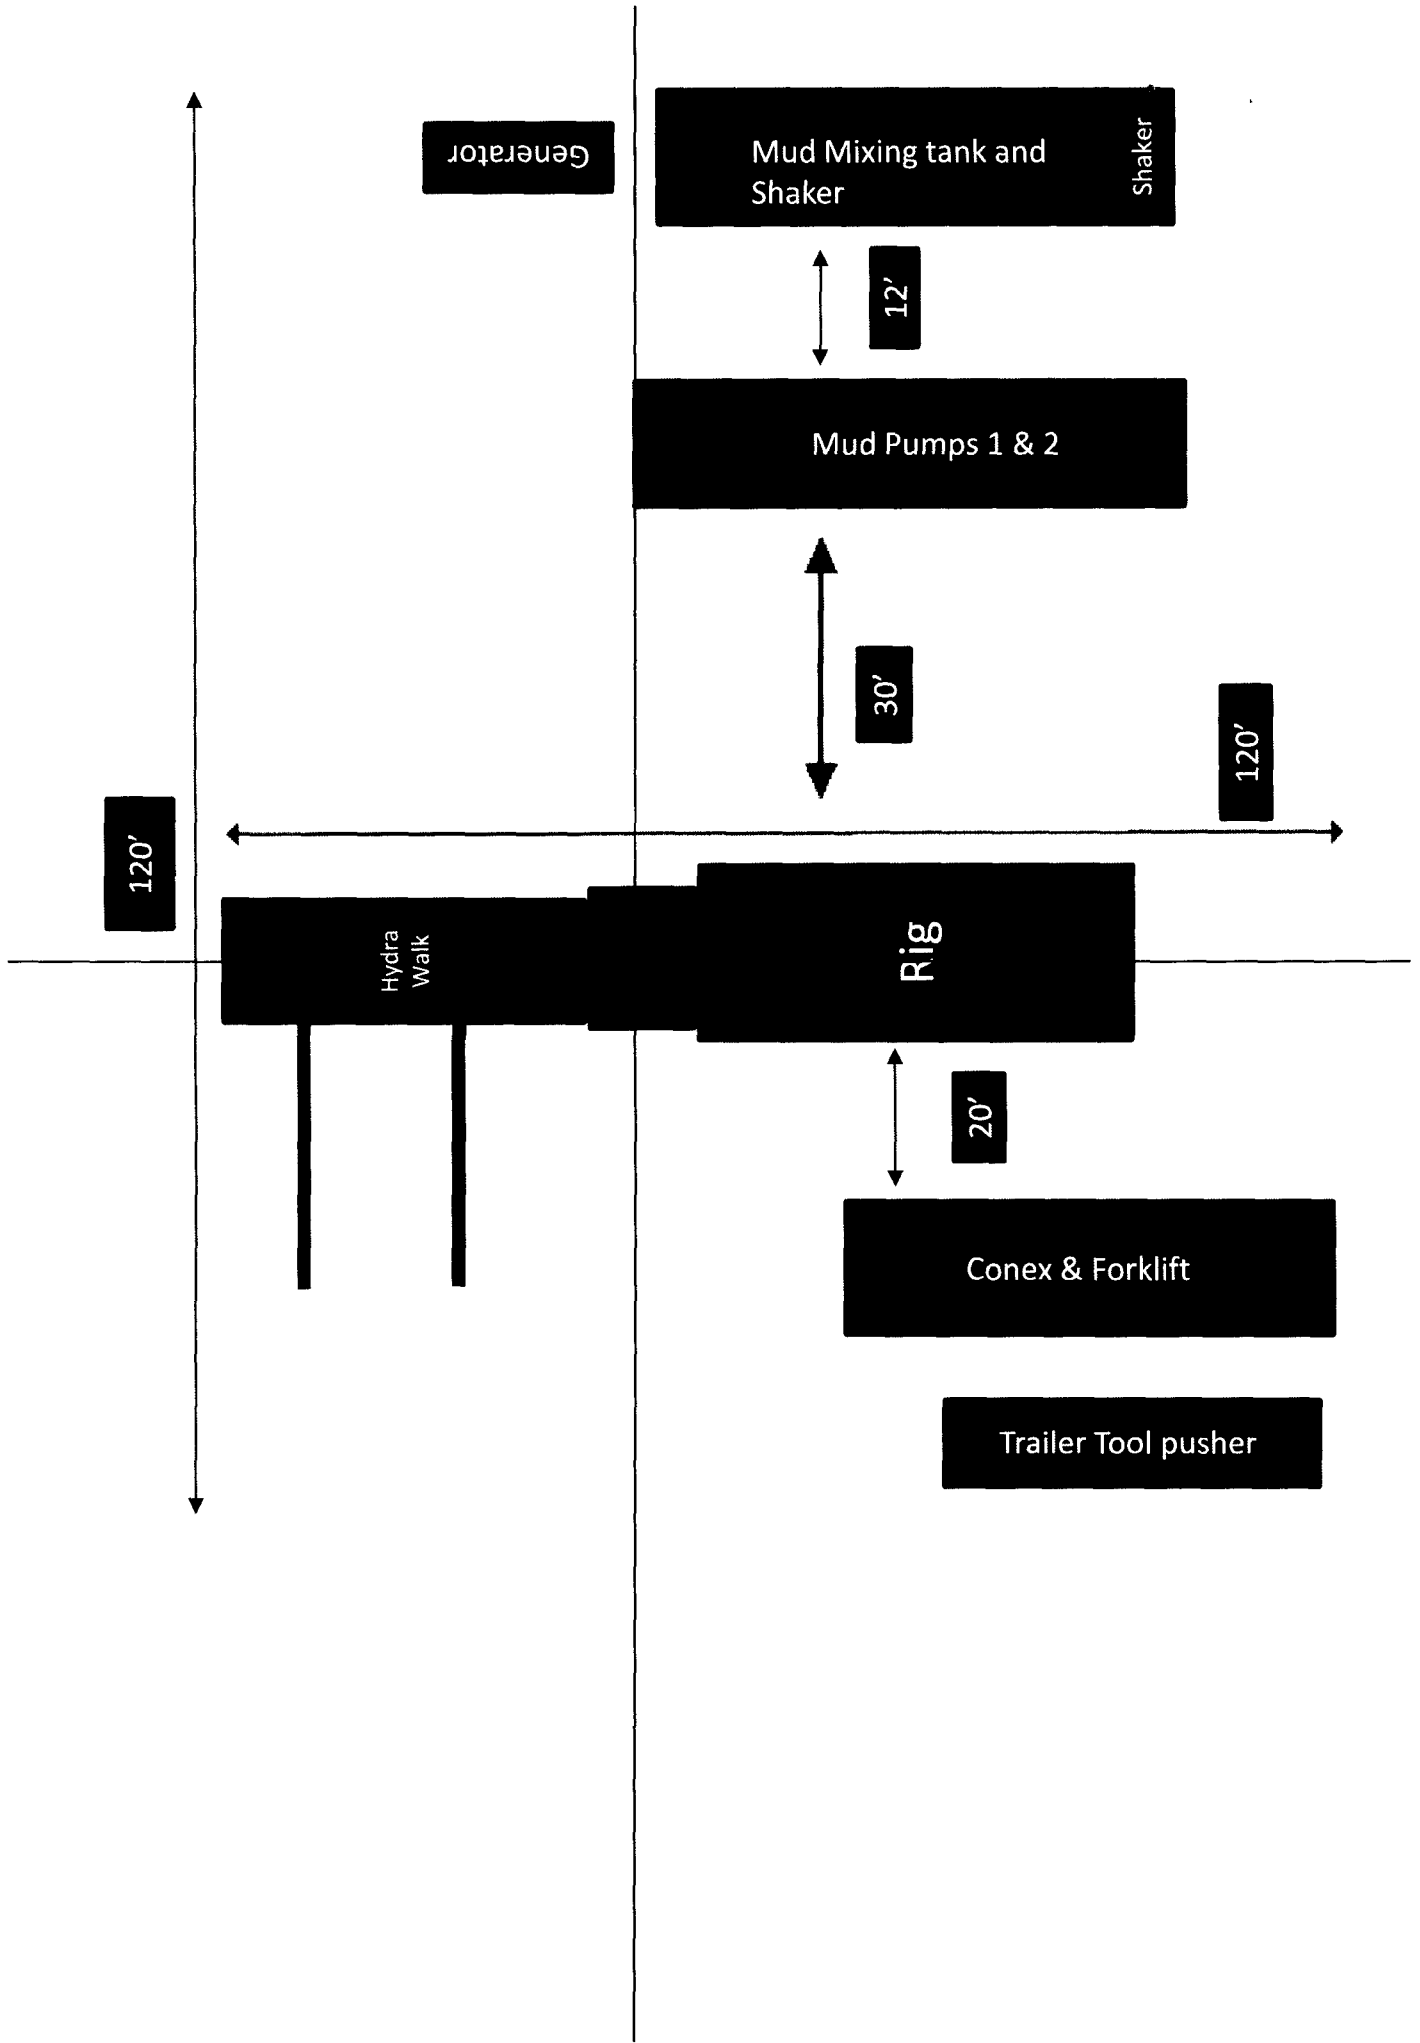 Generator
Mud Mixing tank and
Shaker
Shaker
12'
Mud Pumps 1 & 2
30'
120'
120'
Hydra
Walk
Rig
20'
Conex & Forklift
Trailer Tool pusher